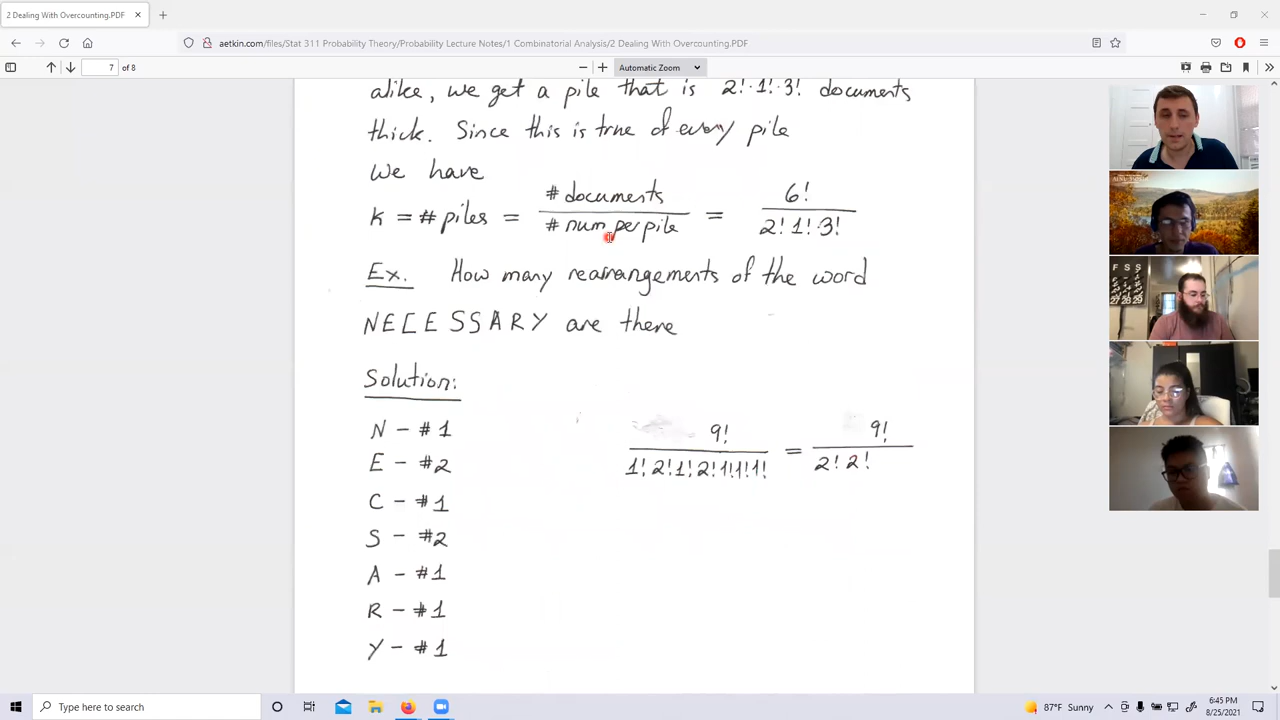 2 Dealing With Overcounting.PDF
aetkin.com/files/Stat 311 Probability Theory/Probability Lecture Notes/1 Combinatorial Analysis/2 Dealing With Overcounting.PDF
7 of 8
Automatic Zoom
alike, we get a pile that is 2!·1!·3! documents
thick. Since this is true of every pile
We have
K = # piles = # documents / # num per pile = 6! / 2! 1! 3!
Ex. How many rearrangements of the word
NECESSARY are there
Solution:
N - #1
E - #2
C - #1
S - #2
A - #1
R - #1
Y - #1
9! / 1! 2! 1! 2! 1! 1! 1! = 9! / 2! 2!
F S S
27 28 29
Type here to search
87°F Sunny
6:45 PM
8/25/2021